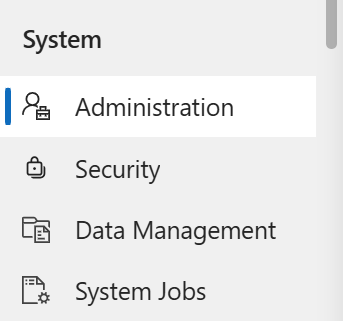 System
Administration
Security
Data Management
System Jobs